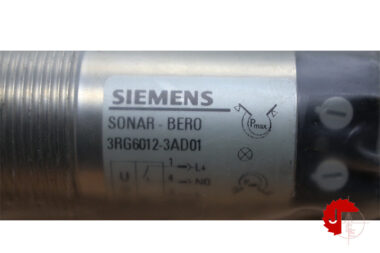 SIEMENS
SONAR-BERO
3RG6012-3AD01
Pmax
1 → L+
4 → NO
U